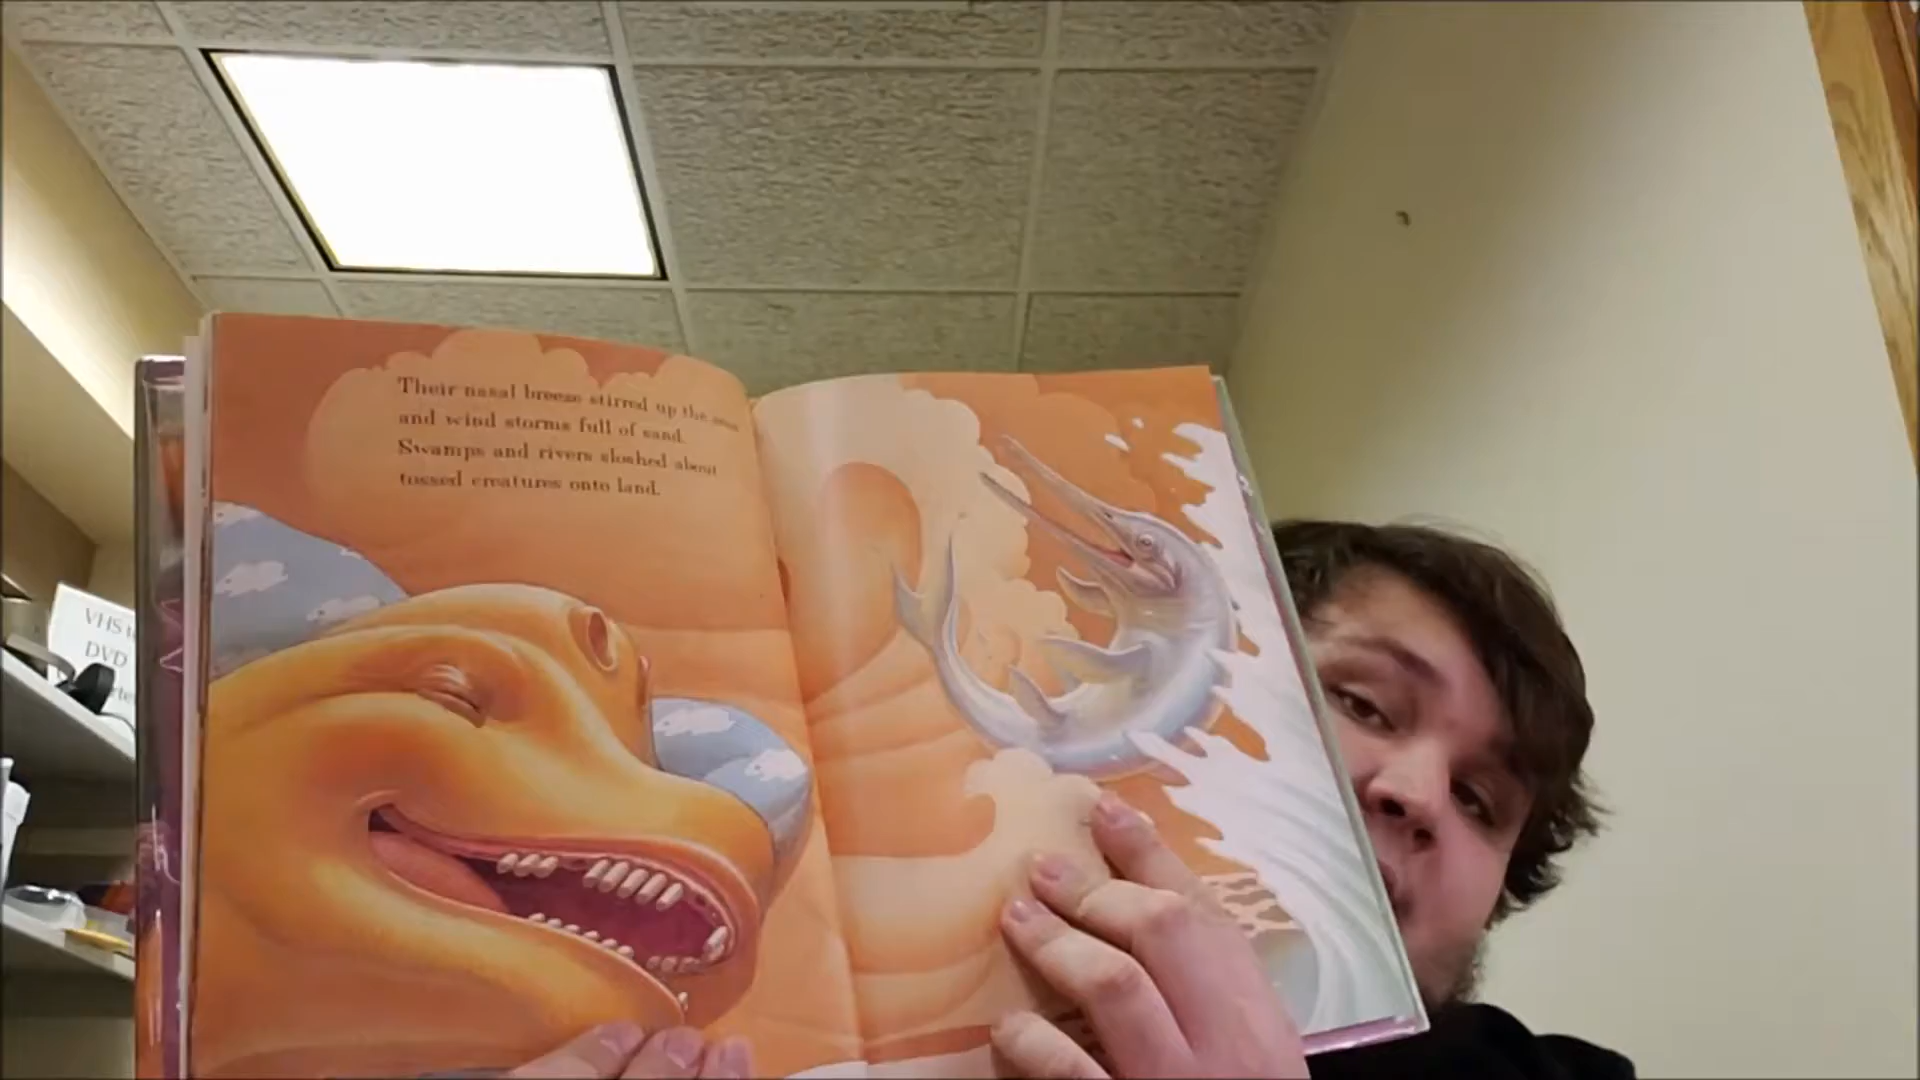 Their nasal breeze stirred up the seas
and wind storms full of sand.
Swamps and rivers sloshed about
tossed creatures onto land.
VHS
DVD